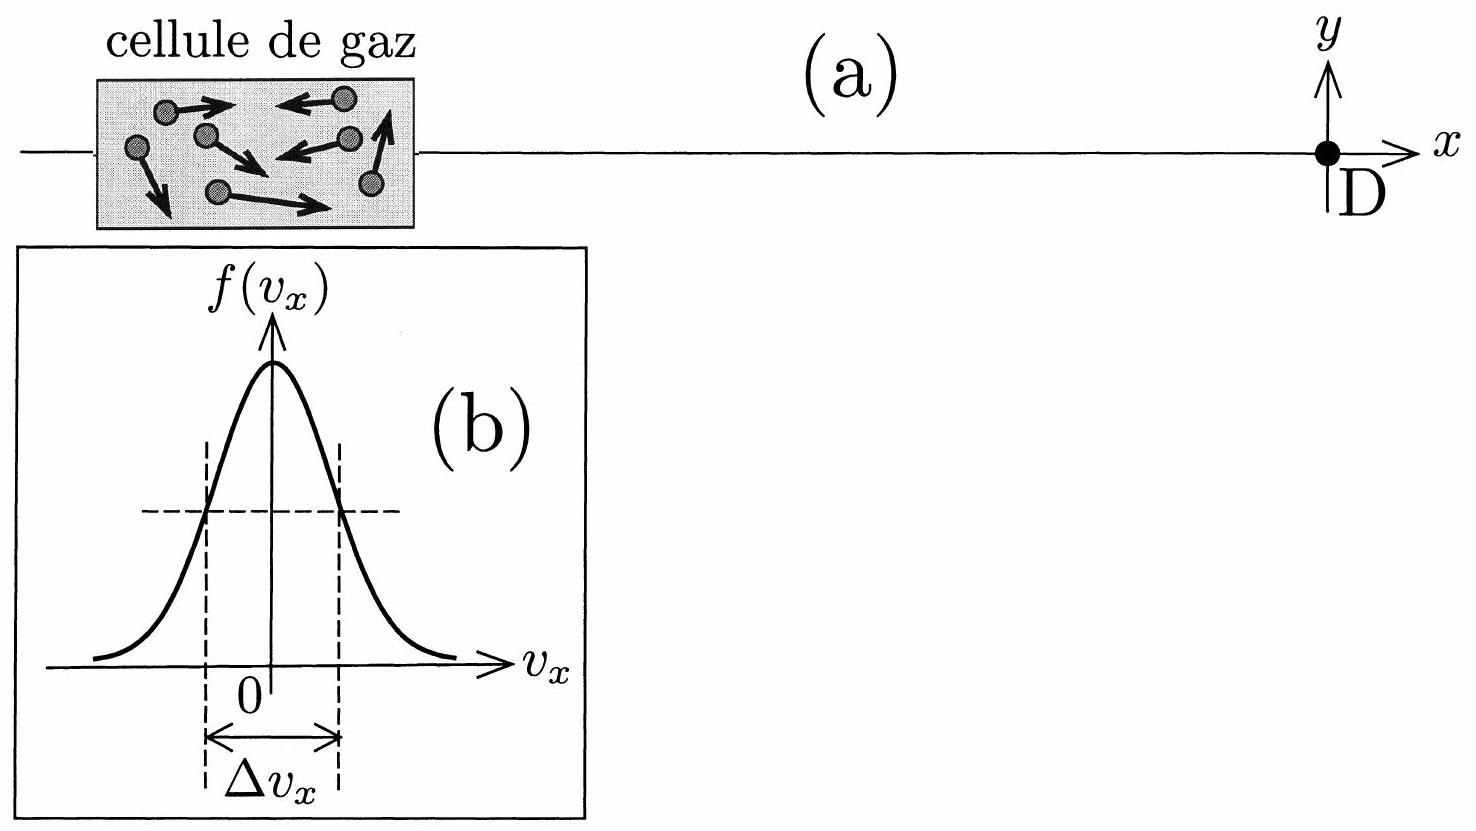 cellule de gaz
(a)
y
x
D
f(v_x)
(b)
v_x
0
Δv_x